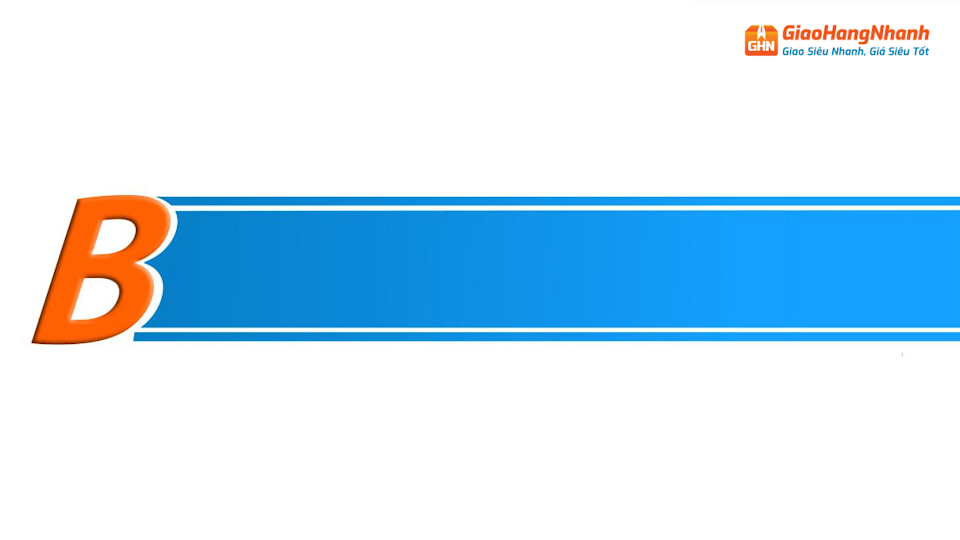 GHN
GiaoHangNhanh
Giao Siêu Nhanh, Giá Siêu Tốt
B